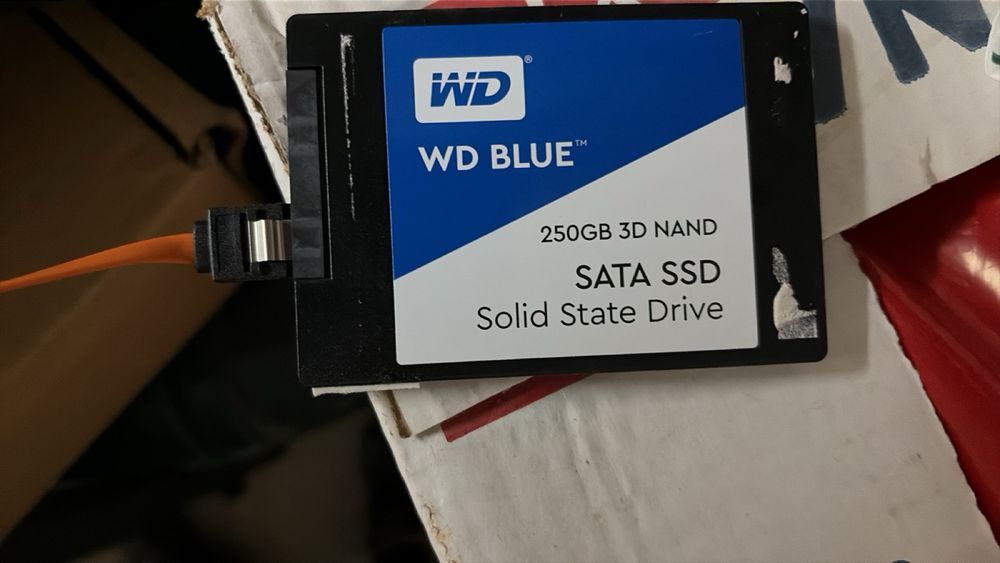 WD®
WD BLUE™
250GB 3D NAND
SATA SSD
Solid State Drive